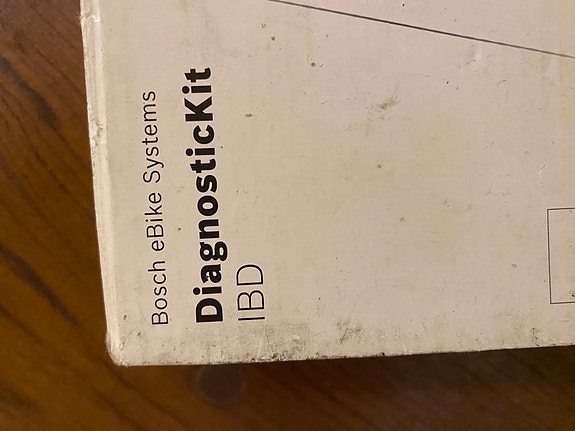 Bosch eBike Systems
DiagnosticKit
IBD